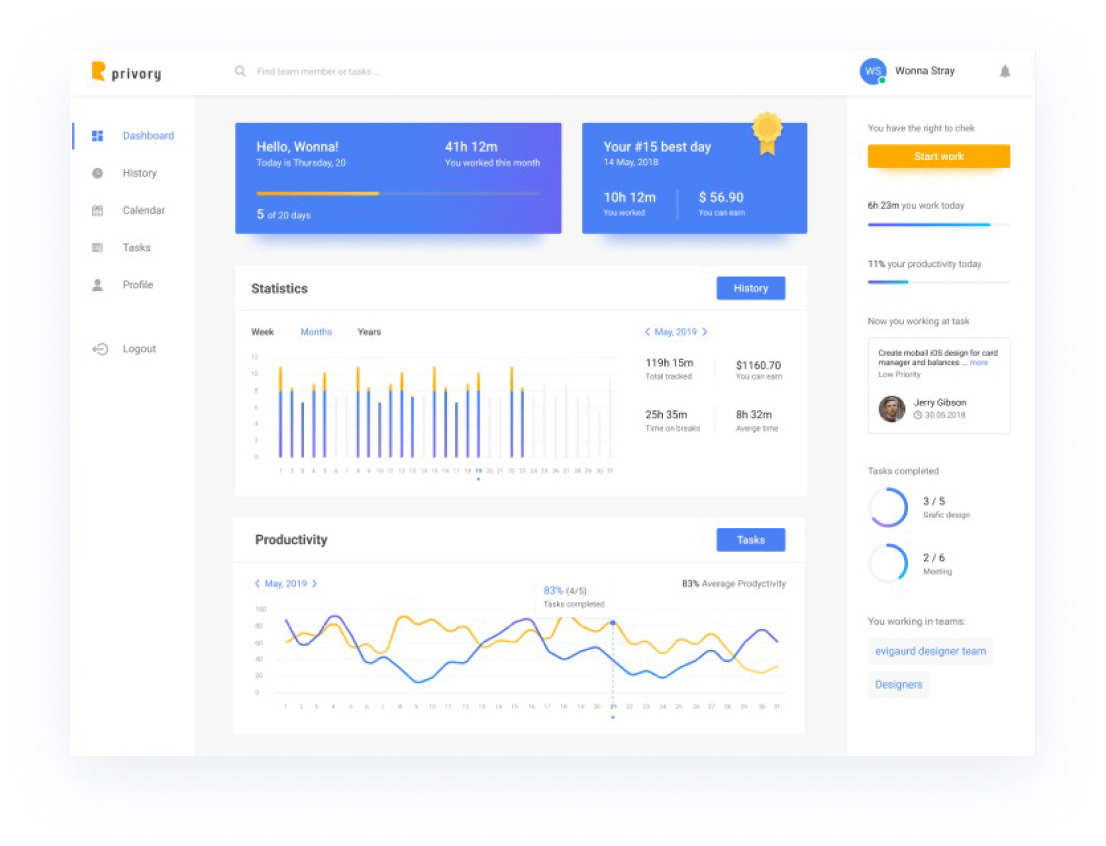 privory
Find team member or tasks ...
WS
Wonna Stray
Dashboard
History
Calendar
Tasks
Profile
Logout
Hello, Wonna!
Today is Thursday, 20
41h 12m
You worked this month
5 of 20 days
Your #15 best day
14 May, 2018
10h 12m
You worked
$ 56.90
You can earn
Statistics
History
Week Months Years
May, 2019
12
10
8
6
4
2
0
1 2 3 4 5 6 7 8 9 10 11 12 13 14 15 16 17 18 19 20 21 22 23 24 25 26 27 28 29 30 31
119h 15m
Total tracked
$1160.70
You can earn
25h 35m
Time on breaks
8h 32m
Averge time
Productivity
Tasks
May, 2019
83% (4/5)
Tasks completed
83% Average Prodyctivity
100
80
60
40
20
0
1 2 3 4 5 6 7 8 9 10 11 12 13 14 15 16 17 18 19 20 21 22 23 24 25 26 27 28 29 30 31
You have the right to chek
Start work
6h 23m you work today
11% your productivity today
Now you working at task
Create moball iOS design for card
manager and balances ... more
Low Priority
Jerry Gibson
30.05.2018
Tasks completed
3 / 5
Grafic design
2 / 6
Meeting
You working in teams:
evigaurd designer team
Designers